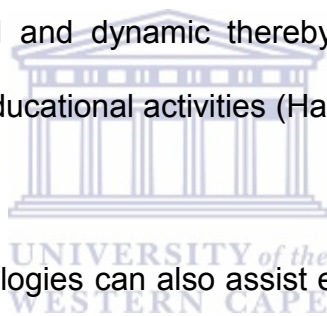 l and dynamic thereby
ducational activities (Ha
UNIVERSITY of the
ologies can also assist e
WESTERN CAPE